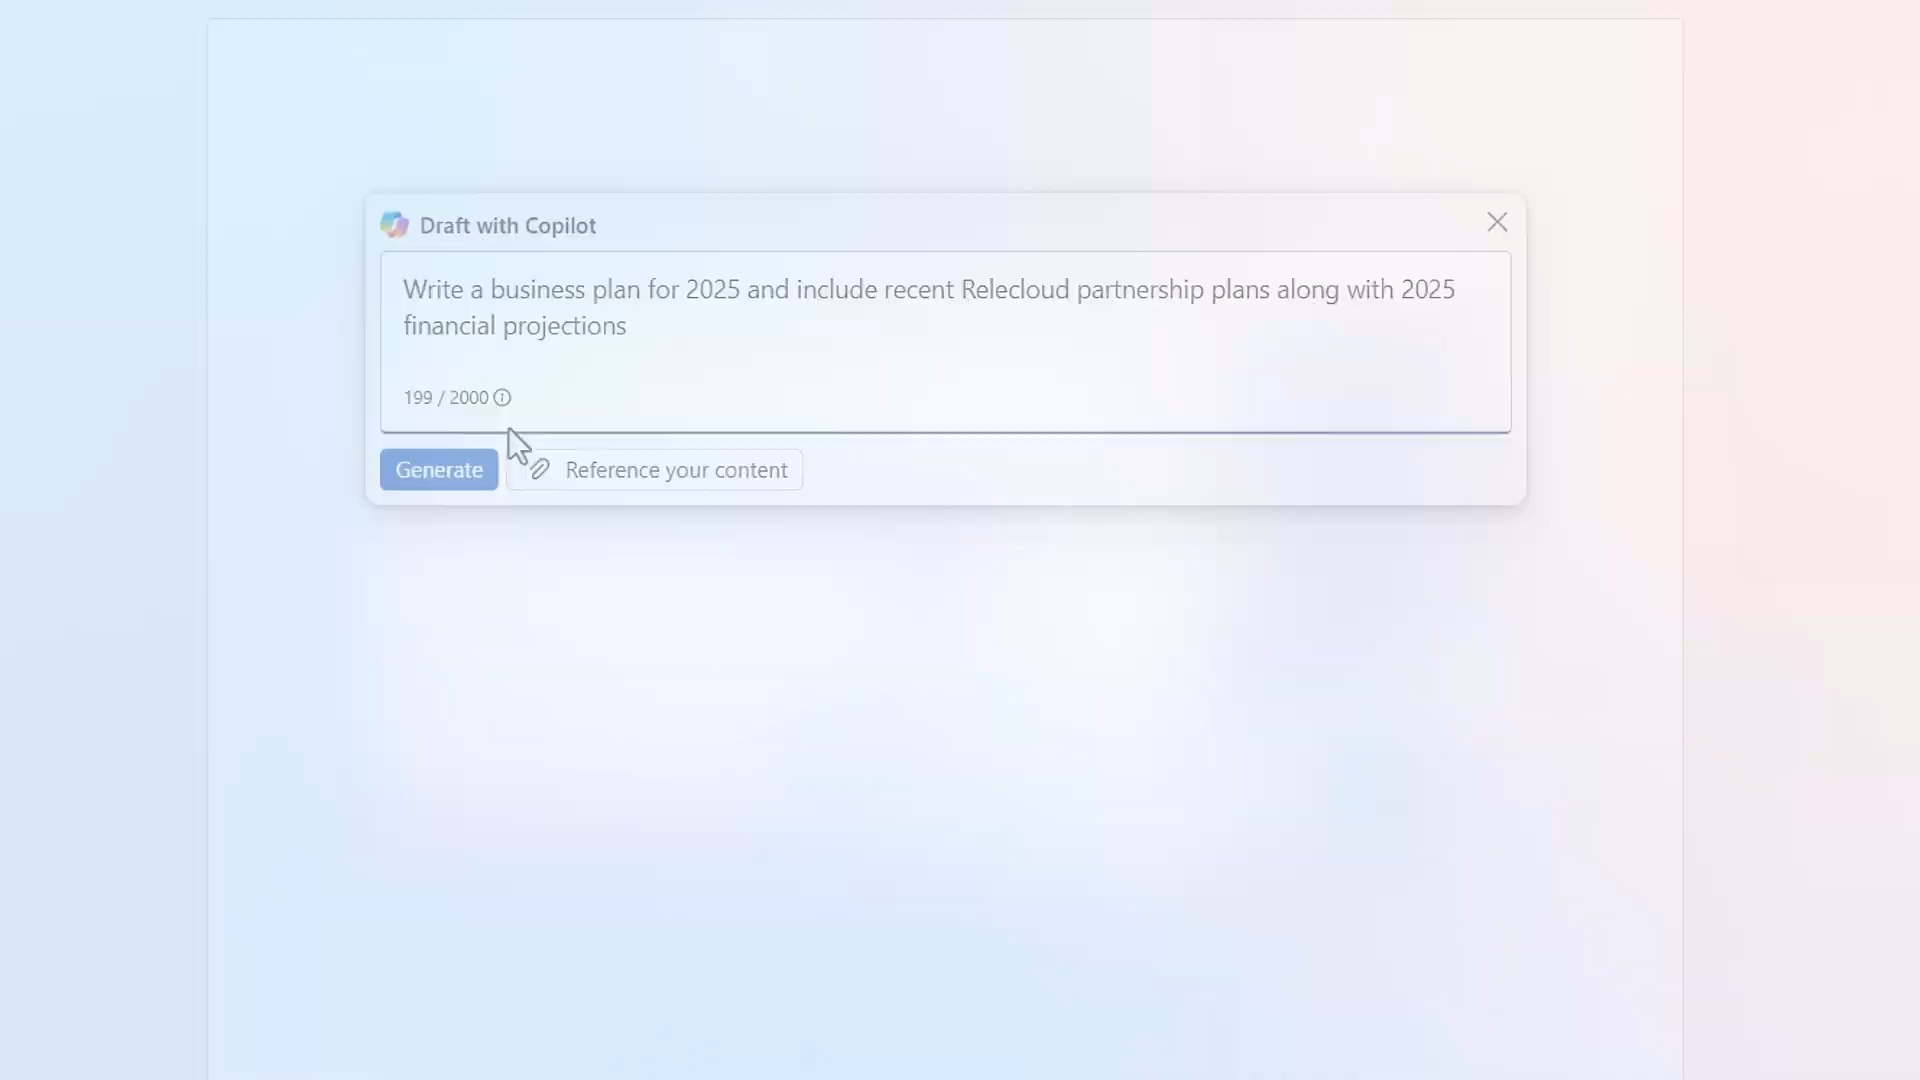 Draft with Copilot
Write a business plan for 2025 and include recent Relecloud partnership plans along with 2025
financial projections
199 / 2000
Generate
Reference your content